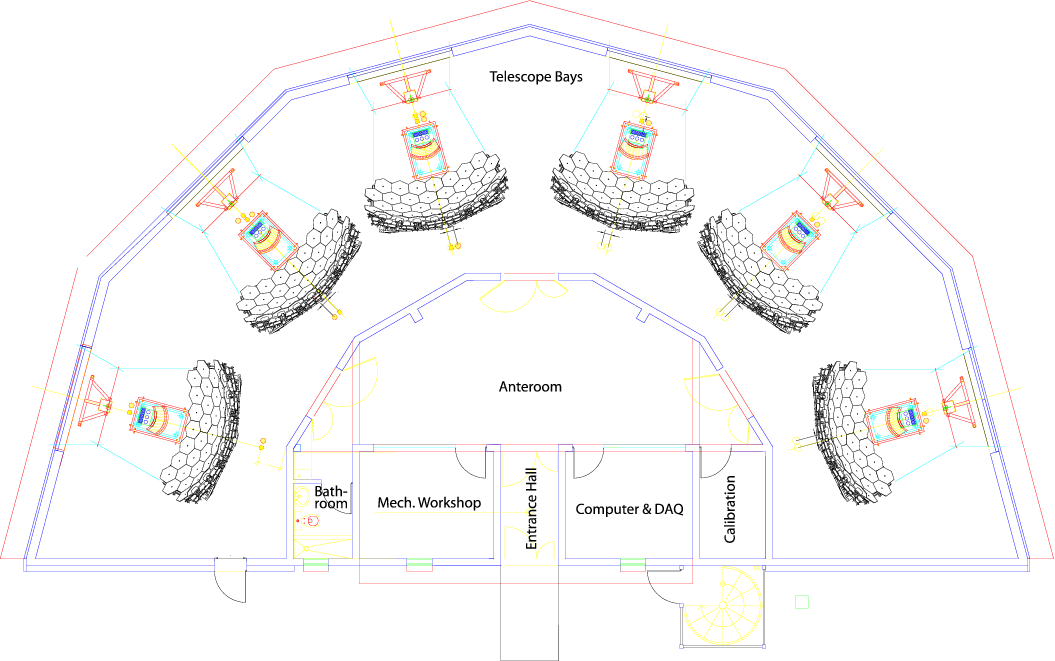 Telescope Bays
Anteroom
Bath-
room
Mech. Workshop
Entrance Hall
Computer & DAQ
Calibration